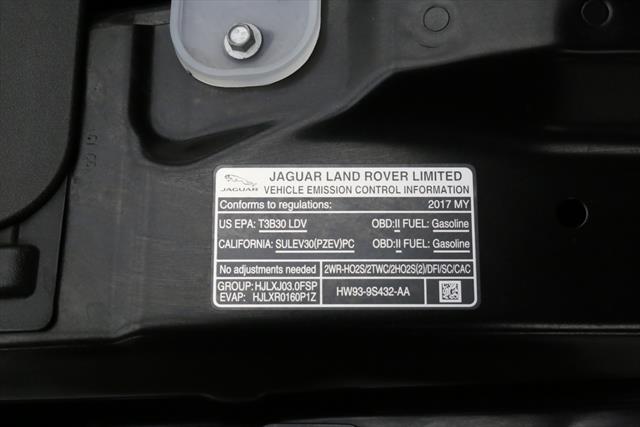 JAGUAR LAND ROVER LIMITED
JAGUAR VEHICLE EMISSION CONTROL INFORMATION
Conforms to regulations: 2017 MY
US EPA: T3B30 LDV OBD:II FUEL: Gasoline
CALIFORNIA: SULEV30(PZEV)PC OBD:II FUEL: Gasoline
No adjustments needed 2WR-HO2S/2TWC/2HO2S(2)/DFI/SC/CAC
GROUP: HJLXJ03.0FSP
EVAP: HJLXR0160P1Z
HW93-9S432-AA